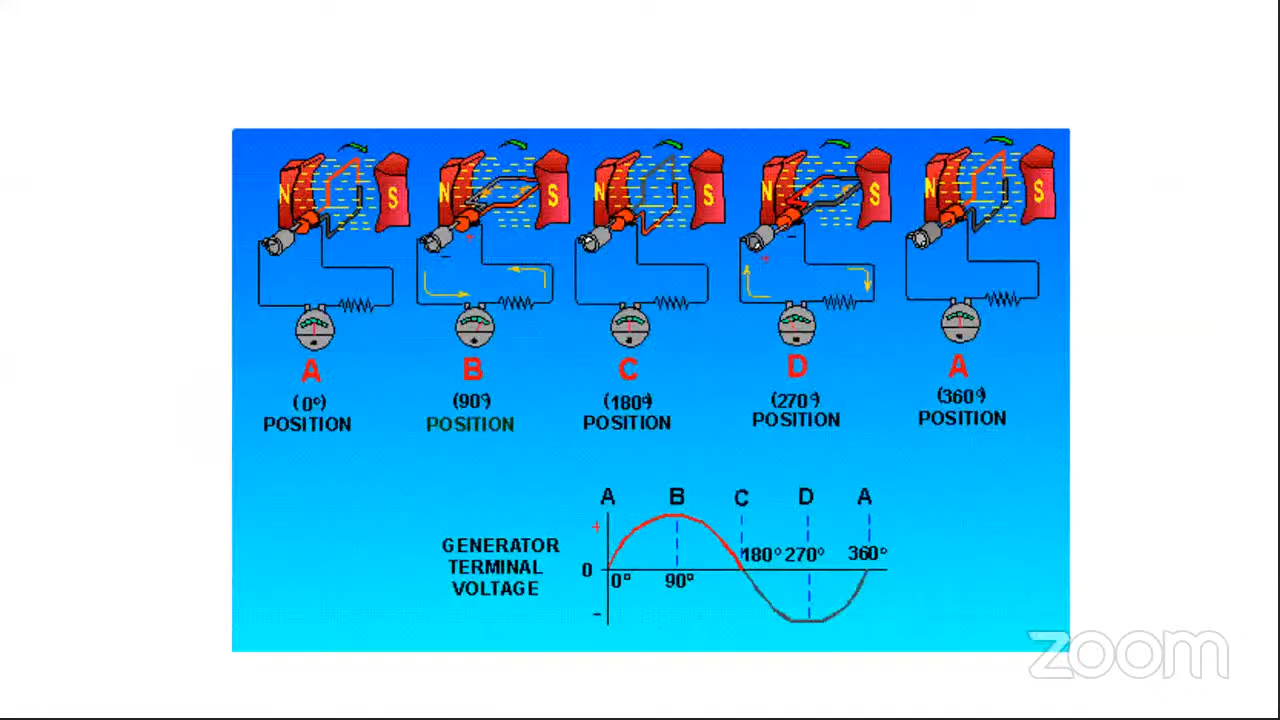 N S
N S
N S
N S
N S
+
−
−
+
A
(0°)
POSITION
B
(90°)
POSITION
C
(180°)
POSITION
D
(270°)
POSITION
A
(360°)
POSITION
A B C D A
+
GENERATOR
TERMINAL
VOLTAGE
0
−
0° 90° 180° 270° 360°
zoom